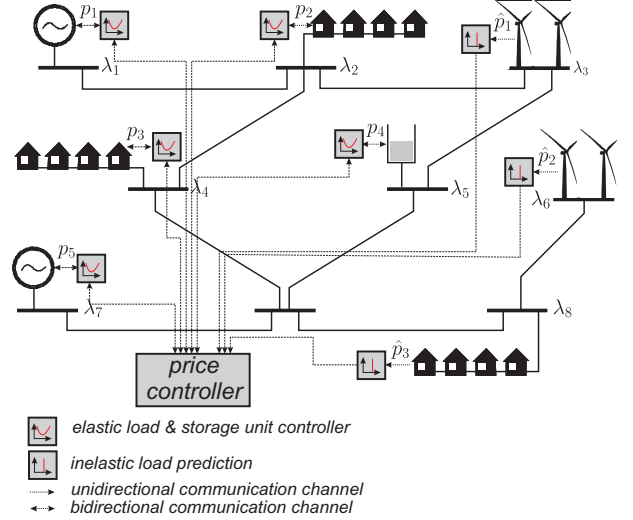 p₁
p₂
p̂₁
λ₁
λ₂
λ₃
p₃
p₄
p̂₂
λ₄
λ₅
λ₆
p₅
λ₇
λ₈
p̂₃
price
controller
elastic load & storage unit controller
inelastic load prediction
unidirectional communication channel
bidirectional communication channel